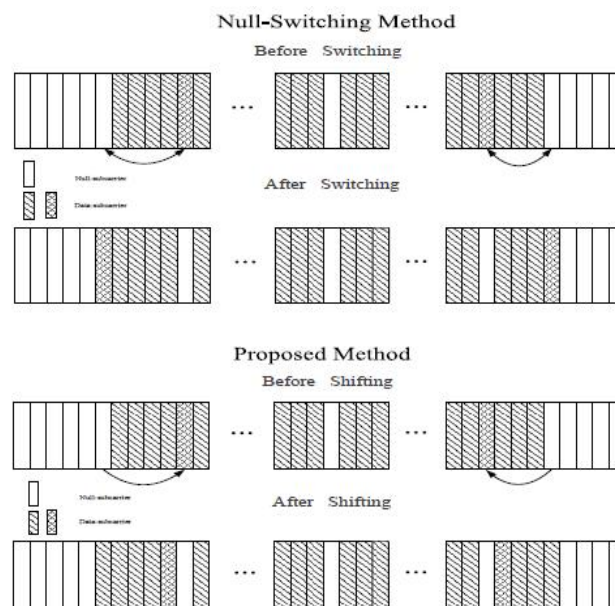 Null-Switching Method
Before Switching
...
...
Null-subcarrier
After Switching
Data-subcarrier
...
...
Proposed Method
Before Shifting
...
...
Null-subcarrier
After Shifting
Data-subcarrier
...
...